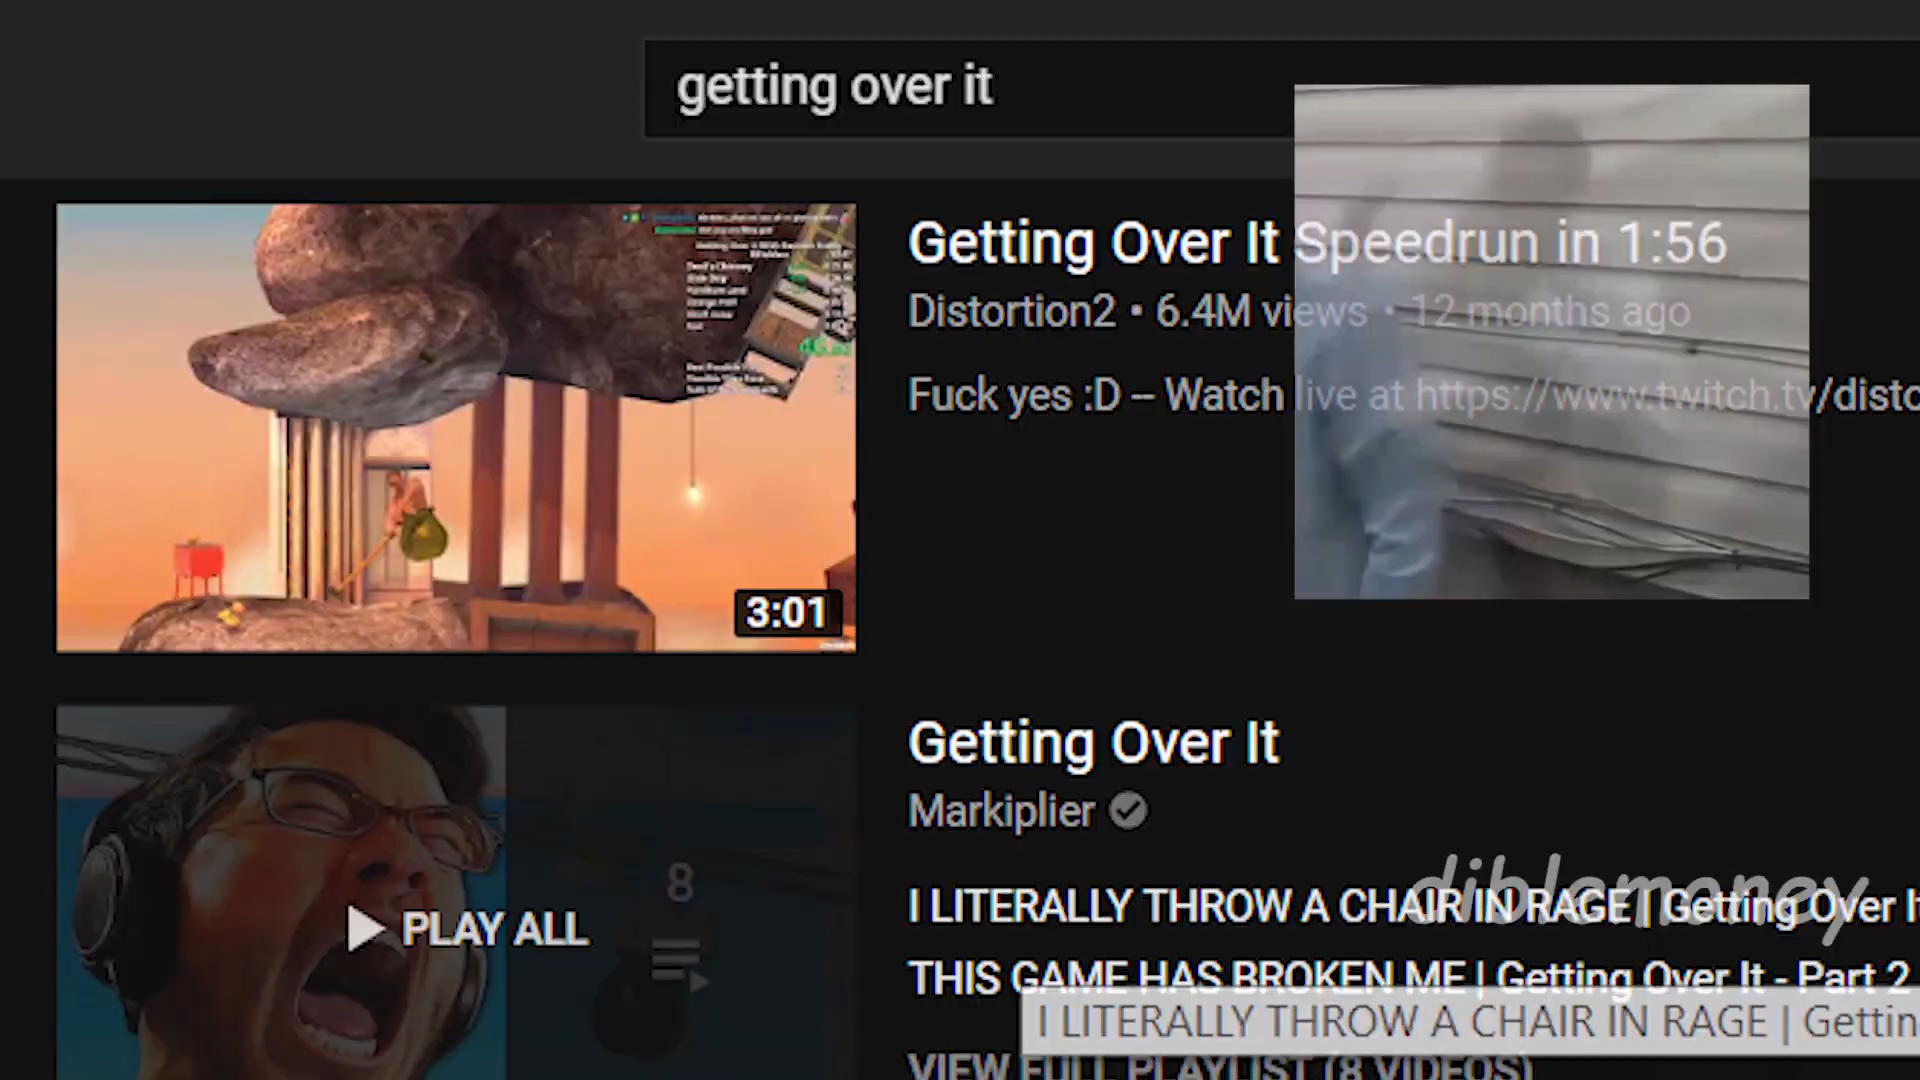 getting over it
Getting Over It Speedrun in 1:56
Distortion2 • 6.4M views • 12 months ago
Fuck yes :D -- Watch live at https://www.twitch.tv/disto
3:01
Getting Over It
Markiplier
I LITERALLY THROW A CHAIR IN RAGE | Getting Over It
diblemoney
8
PLAY ALL
THIS GAME HAS BROKEN ME | Getting Over It - Part 2
I LITERALLY THROW A CHAIR IN RAGE | Gettin
VIEW FULL PLAYLIST (8 VIDEOS)